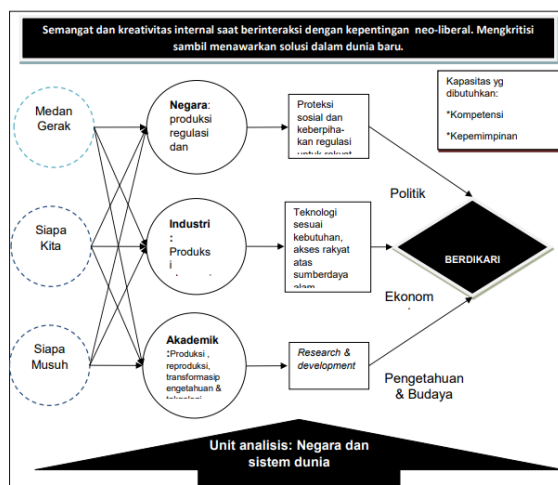 Semangat dan kreativitas internal saat berinteraksi dengan kepentingan neo-liberal. Mengkritisi
sambil menawarkan solusi dalam dunia baru.
Medan
Gerak
Siapa
Kita
Siapa
Musuh
Negara:
produksi
regulasi
dan
Industri
:
Produks
i
Akademik
:Produksi ,
reproduksi,
transformasip
engetahuan &
Proteksi
sosial dan
keberpiha-
kan regulasi
untuk rakyat
Teknologi
sesuai
kebutuhan,
akses rakyat
atas
sumberdaya
alam
Research &
development
Kapasitas yg
dibutuhkan:
*Kompetensi
*Kepemimpinan
Politik
BERDIKARI
Ekonom
Pengetahuan
& Budaya
Unit analisis: Negara dan
sistem dunia